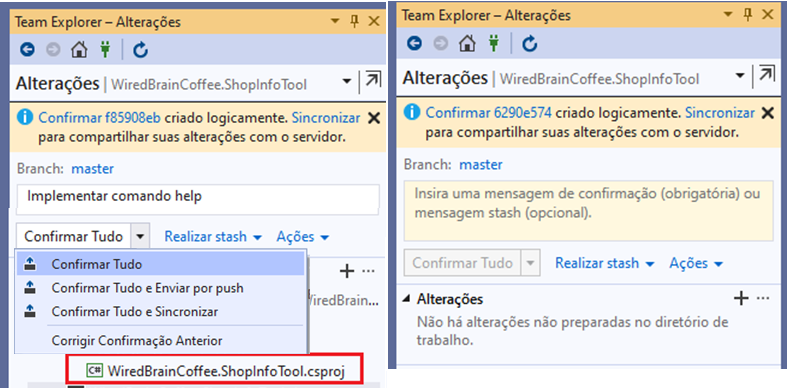 Team Explorer – Alterações
Alterações | WiredBrainCoffee.ShopInfoTool
Confirmar f85908eb criado logicamente. Sincronizar
para compartilhar suas alterações com o servidor.
Branch: master
Implementar comando help
Confirmar Tudo Realizar stash Ações
Confirmar Tudo
Confirmar Tudo e Enviar por push
Confirmar Tudo e Sincronizar
Corrigir Confirmação Anterior
WiredBrainCoffee.ShopInfoTool.csproj
Team Explorer – Alterações
Alterações | WiredBrainCoffee.ShopInfoTool
Confirmar 6290e574 criado logicamente. Sincronizar
para compartilhar suas alterações com o servidor.
Branch: master
Insira uma mensagem de confirmação (obrigatória) ou
mensagem stash (opcional).
Confirmar Tudo Realizar stash Ações
Alterações
Não há alterações não preparadas no diretório de
trabalho.